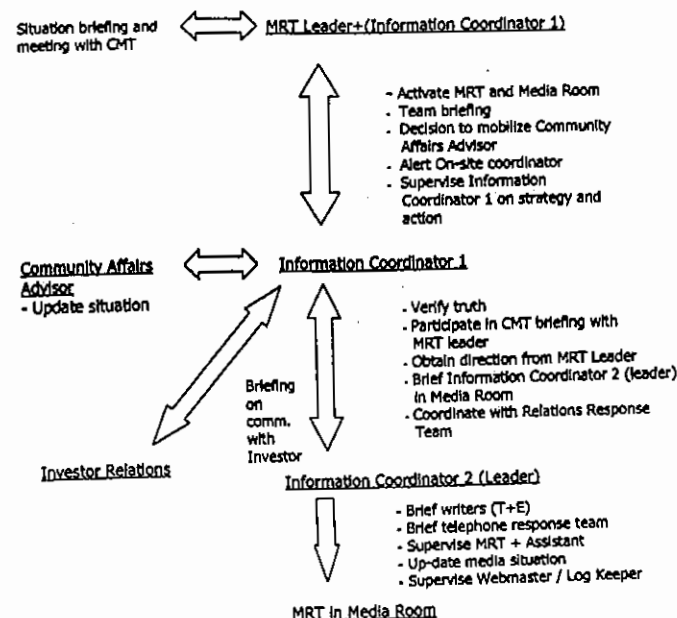 Situation briefing and
meeting with CMT
MRT Leader+(Information Coordinator 1)
- Activate MRT and Media Room
. Team briefing
. Decision to mobilize Community
Affairs Advisor
. Alert On-site coordinator
. Supervise Information
Coordinator 1 on strategy and
action
Community Affairs
Advisor
- Update situation
Information Coordinator 1
. Verify truth
. Participate in CMT briefing with
MRT leader
. Obtain direction from MRT Leader
. Brief Information Coordinator 2 (leader)
in Media Room
. Coordinate with Relations Response
Team
Briefing
on
comm.
with
Investor
Investor Relations
Information Coordinator 2 (Leader)
- Brief writers (T+E)
- Brief telephone response team
- Supervise MRT + Assistant
- Up-date media situation
- Supervise Webmaster / Log Keeper
MRT in Media Room